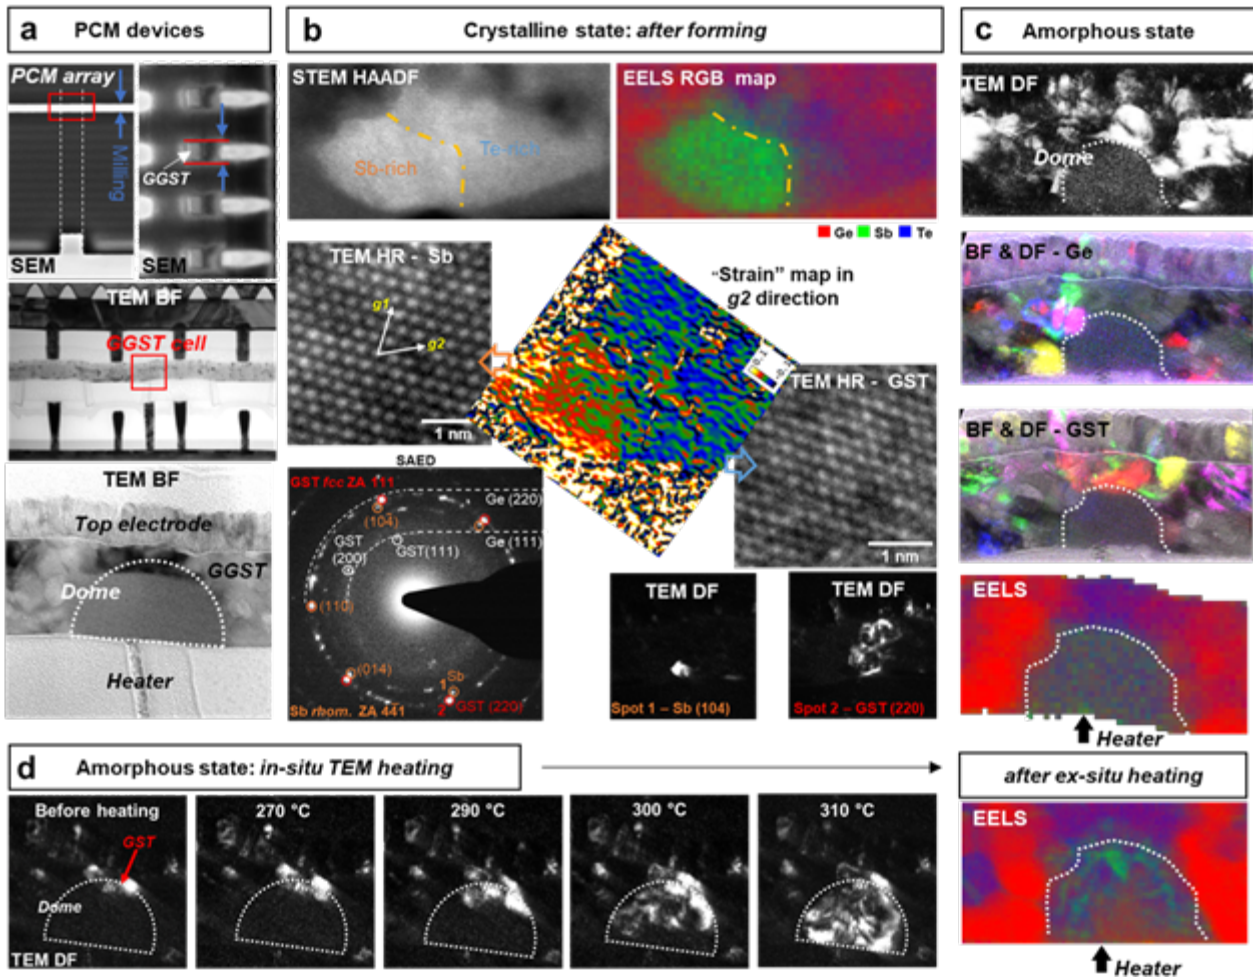 a
PCM devices
PCM array
Milling
GGST
SEM
SEM
TEM BF
GGST cell
TEM BF
Top electrode
GGST
Dome
Heater
b
Crystalline state: after forming
STEM HAADF
Sb-rich
Te-rich
EELS RGB map
Ge
Sb
Te
TEM HR - Sb
g1
g2
1 nm
"Strain" map in
g2 direction
TEM HR - GST
1 nm
SAED
GST fcc ZA 111
Ge (220)
(104)
GST
(200)
GST(111)
Ge (111)
(110)
(014)
Sb
1
2
GST (220)
Sb rhom. ZA 441
TEM DF
Spot 1 – Sb (104)
TEM DF
Spot 2 – GST (220)
c
Amorphous state
TEM DF
Dome
BF & DF - Ge
BF & DF - GST
EELS
Heater
d
Amorphous state: in-situ TEM heating
Before heating
GST
Dome
TEM DF
270 °C
290 °C
300 °C
310 °C
after ex-situ heating
EELS
Heater